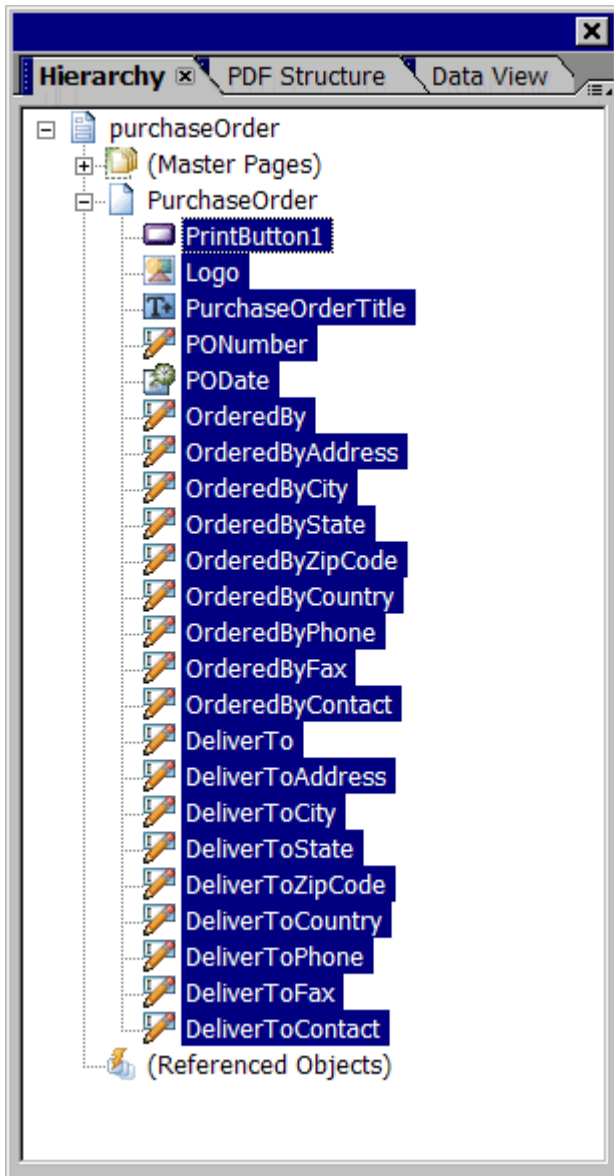 Hierarchy PDF Structure Data View
purchaseOrder
(Master Pages)
PurchaseOrder
PrintButton1
Logo
PurchaseOrderTitle
PONumber
PODate
OrderedBy
OrderedByAddress
OrderedByCity
OrderedByState
OrderedByZipCode
OrderedByCountry
OrderedByPhone
OrderedByFax
OrderedByContact
DeliverTo
DeliverToAddress
DeliverToCity
DeliverToState
DeliverToZipCode
DeliverToCountry
DeliverToPhone
DeliverToFax
DeliverToContact
(Referenced Objects)